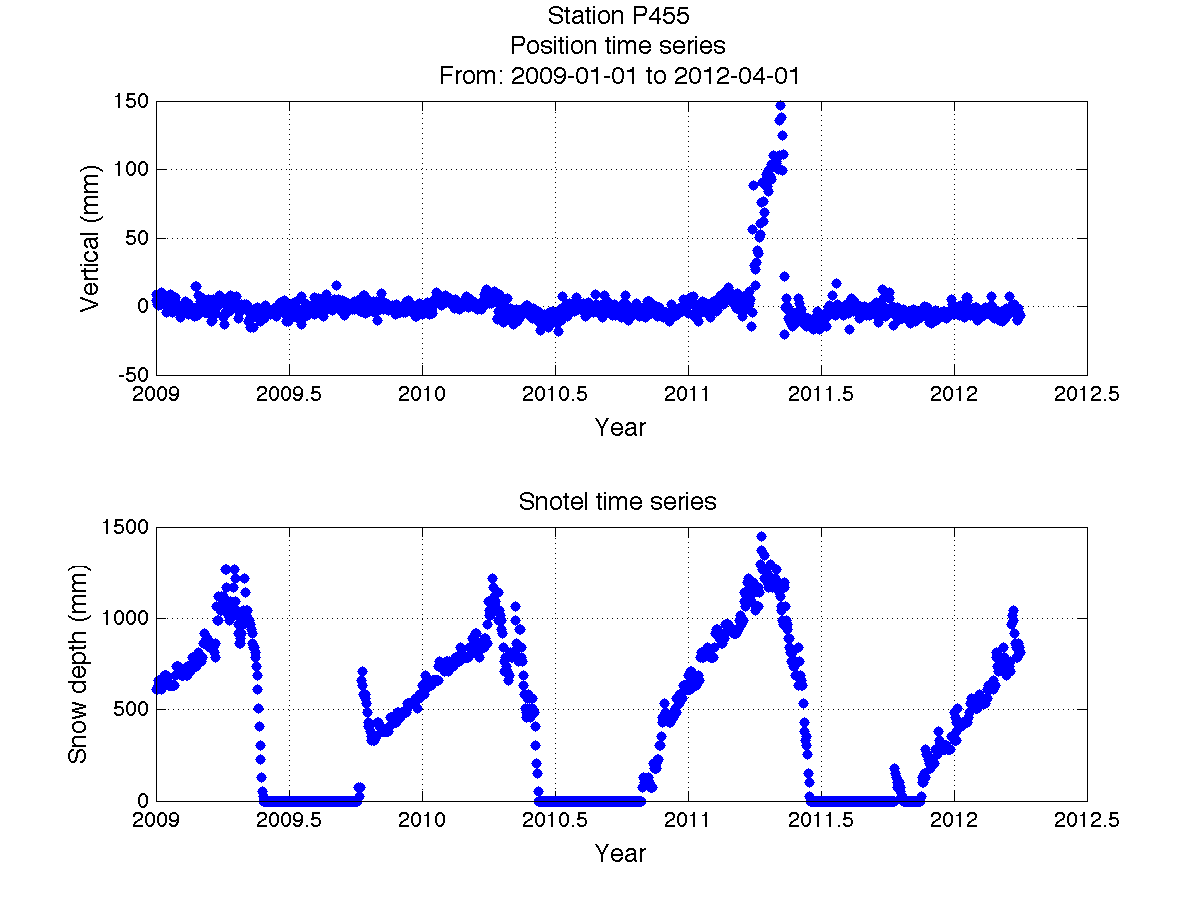 Station P455
Position time series
From: 2009-01-01 to 2012-04-01
150
100
50
0
-50
Vertical (mm)
2009 2009.5 2010 2010.5 2011 2011.5 2012 2012.5
Year
Snotel time series
1500
1000
500
0
Snow depth (mm)
2009 2009.5 2010 2010.5 2011 2011.5 2012 2012.5
Year